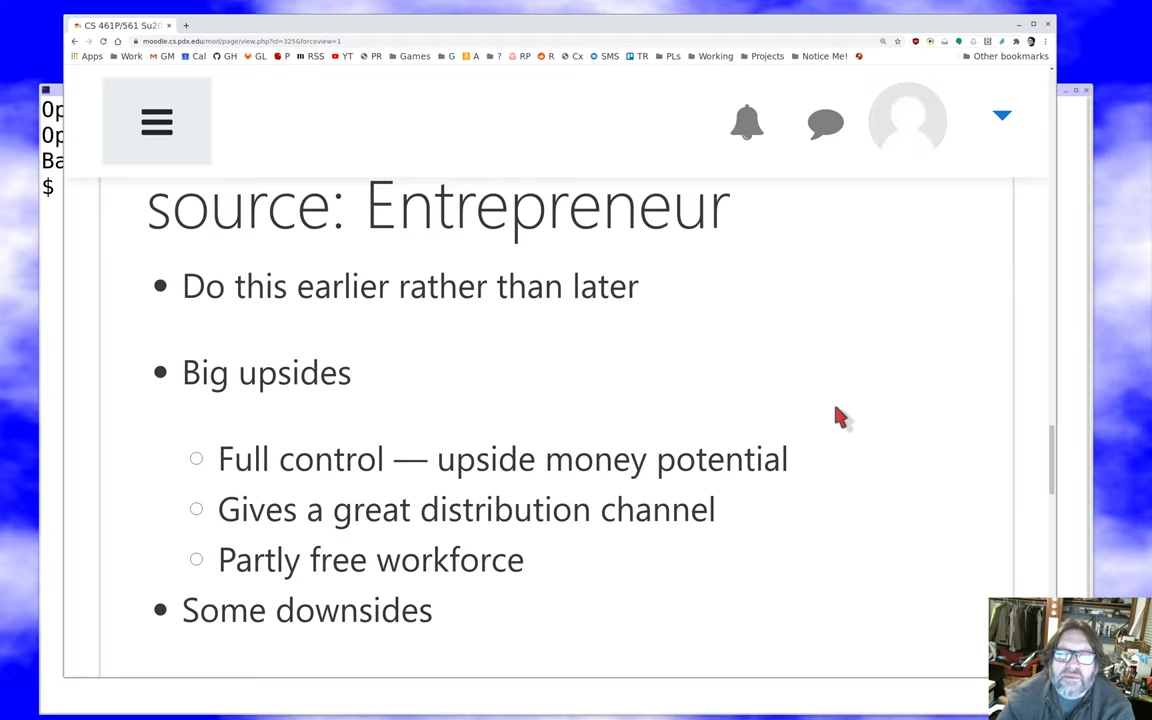 CS 461P/561 Su20
moodle.cs.pdx.edu/mod/page/view.php?id=325&forceview=1
Apps Work GM Cal GH GL P RSS YT PR Games G A ? RP R Cx SMS TR PLs Working Projects Notice Me! Other bookmarks
Op
Op
Ba
$
source: Entrepreneur
• Do this earlier rather than later
• Big upsides
○ Full control — upside money potential
○ Gives a great distribution channel
○ Partly free workforce
• Some downsides